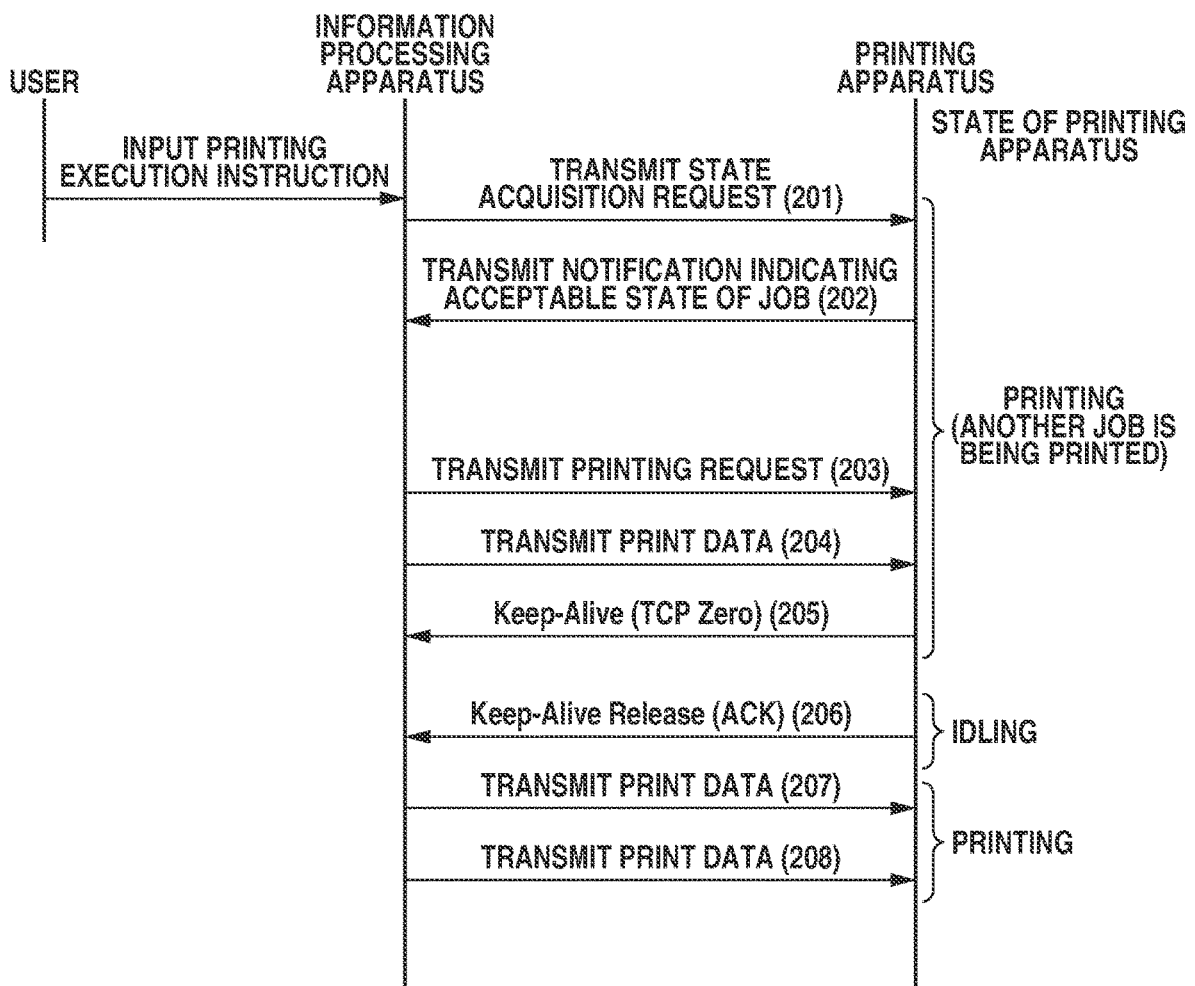 USER
INFORMATION
PROCESSING
APPARATUS
PRINTING
APPARATUS
STATE OF PRINTING
APPARATUS
INPUT PRINTING
EXECUTION INSTRUCTION
TRANSMIT STATE
ACQUISITION REQUEST (201)
TRANSMIT NOTIFICATION INDICATING
ACCEPTABLE STATE OF JOB (202)
PRINTING
(ANOTHER JOB IS
BEING PRINTED)
TRANSMIT PRINTING REQUEST (203)
TRANSMIT PRINT DATA (204)
Keep-Alive (TCP Zero) (205)
Keep-Alive Release (ACK) (206)
IDLING
TRANSMIT PRINT DATA (207)
PRINTING
TRANSMIT PRINT DATA (208)